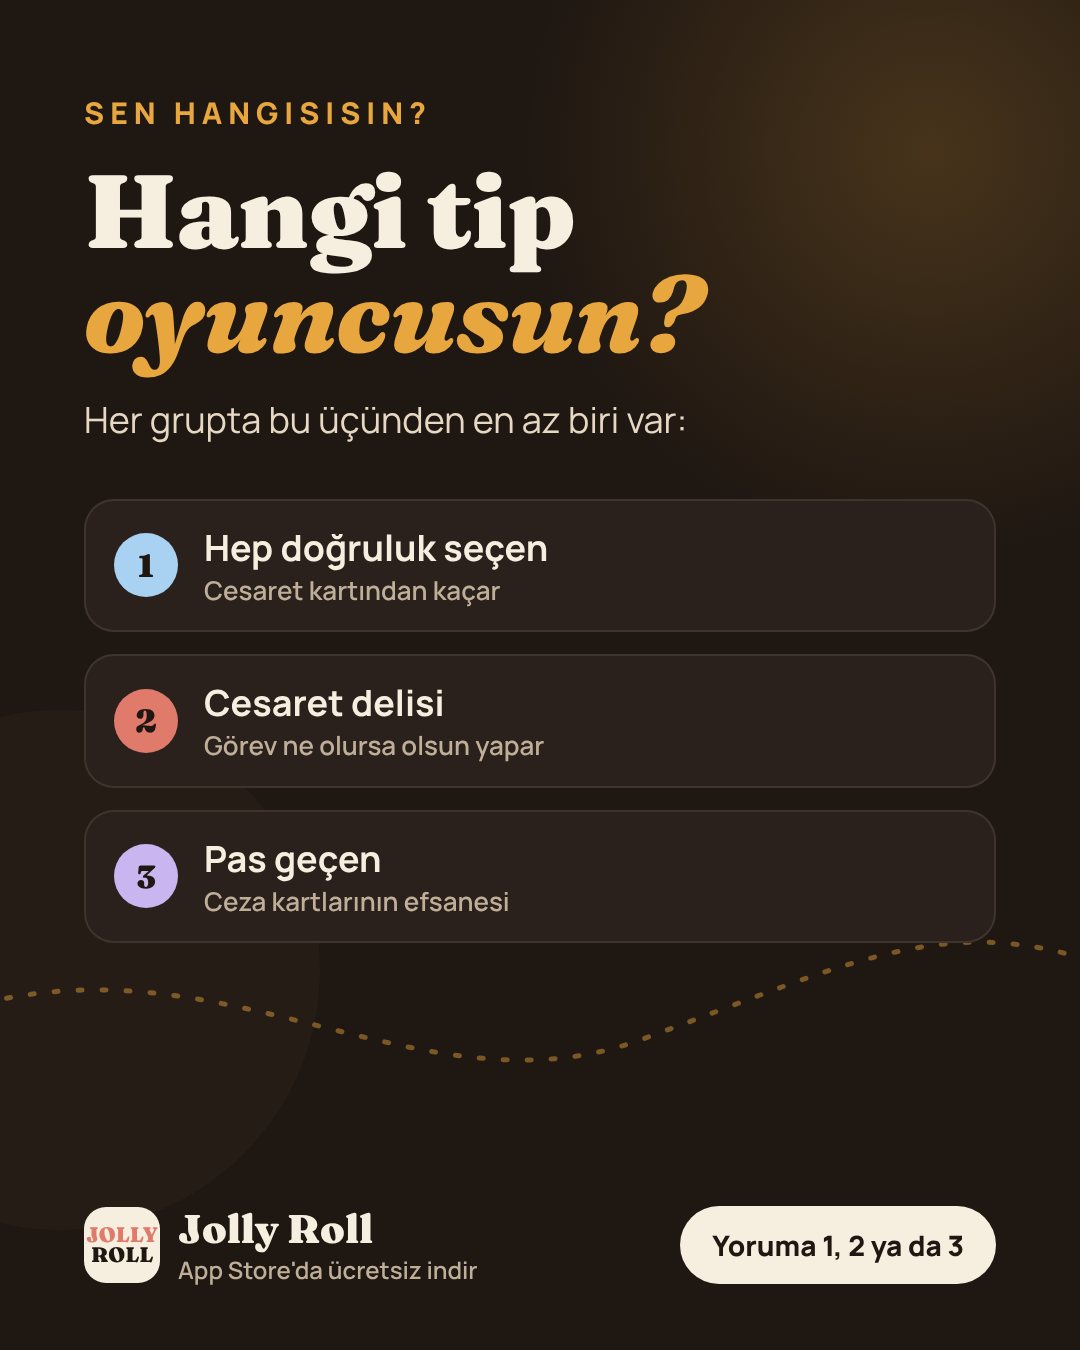 SEN HANGISISIN?
Hangi tip
oyuncusun?
Her grupta bu üçünden en az biri var:
1
Hep doğruluk seçen
Cesaret kartından kaçar
2
Cesaret delisi
Görev ne olursa olsun yapar
3
Pas geçen
Ceza kartlarının efsanesi
JOLLY
ROLL
Jolly Roll
App Store'da ücretsiz indir
Yoruma 1, 2 ya da 3